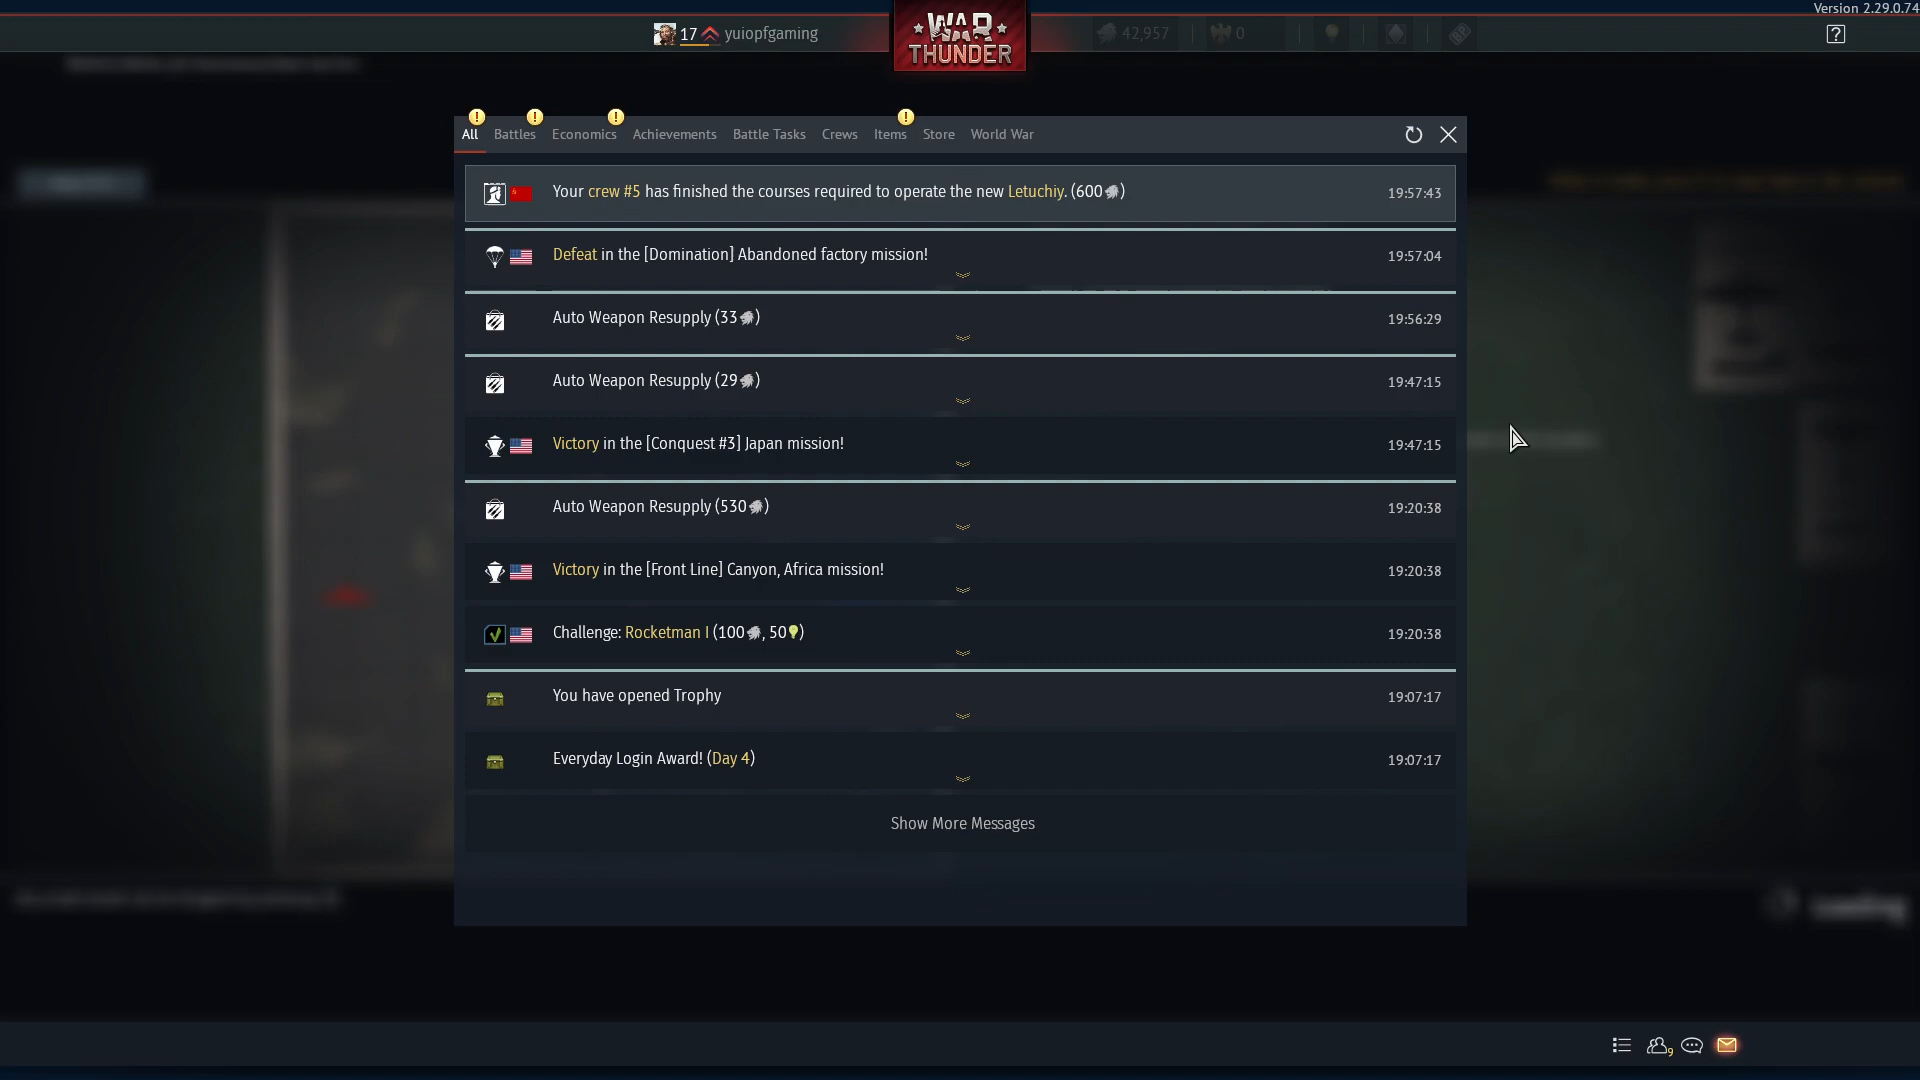 Version 2.29.0.74
17 yuiopfgaming
WAR THUNDER
42,957
0
All Battles Economics Achievements Battle Tasks Crews Items Store World War
Your crew #5 has finished the courses required to operate the new Letuchiy. (600) 19:57:43
Defeat in the [Domination] Abandoned factory mission! 19:57:04
Auto Weapon Resupply (33) 19:56:29
Auto Weapon Resupply (29) 19:47:15
Victory in the [Conquest #3] Japan mission! 19:47:15
Auto Weapon Resupply (530) 19:20:38
Victory in the [Front Line] Canyon, Africa mission! 19:20:38
Challenge: Rocketman I (100, 50) 19:20:38
You have opened Trophy 19:07:17
Everyday Login Award! (Day 4) 19:07:17
Show More Messages
Loading
9